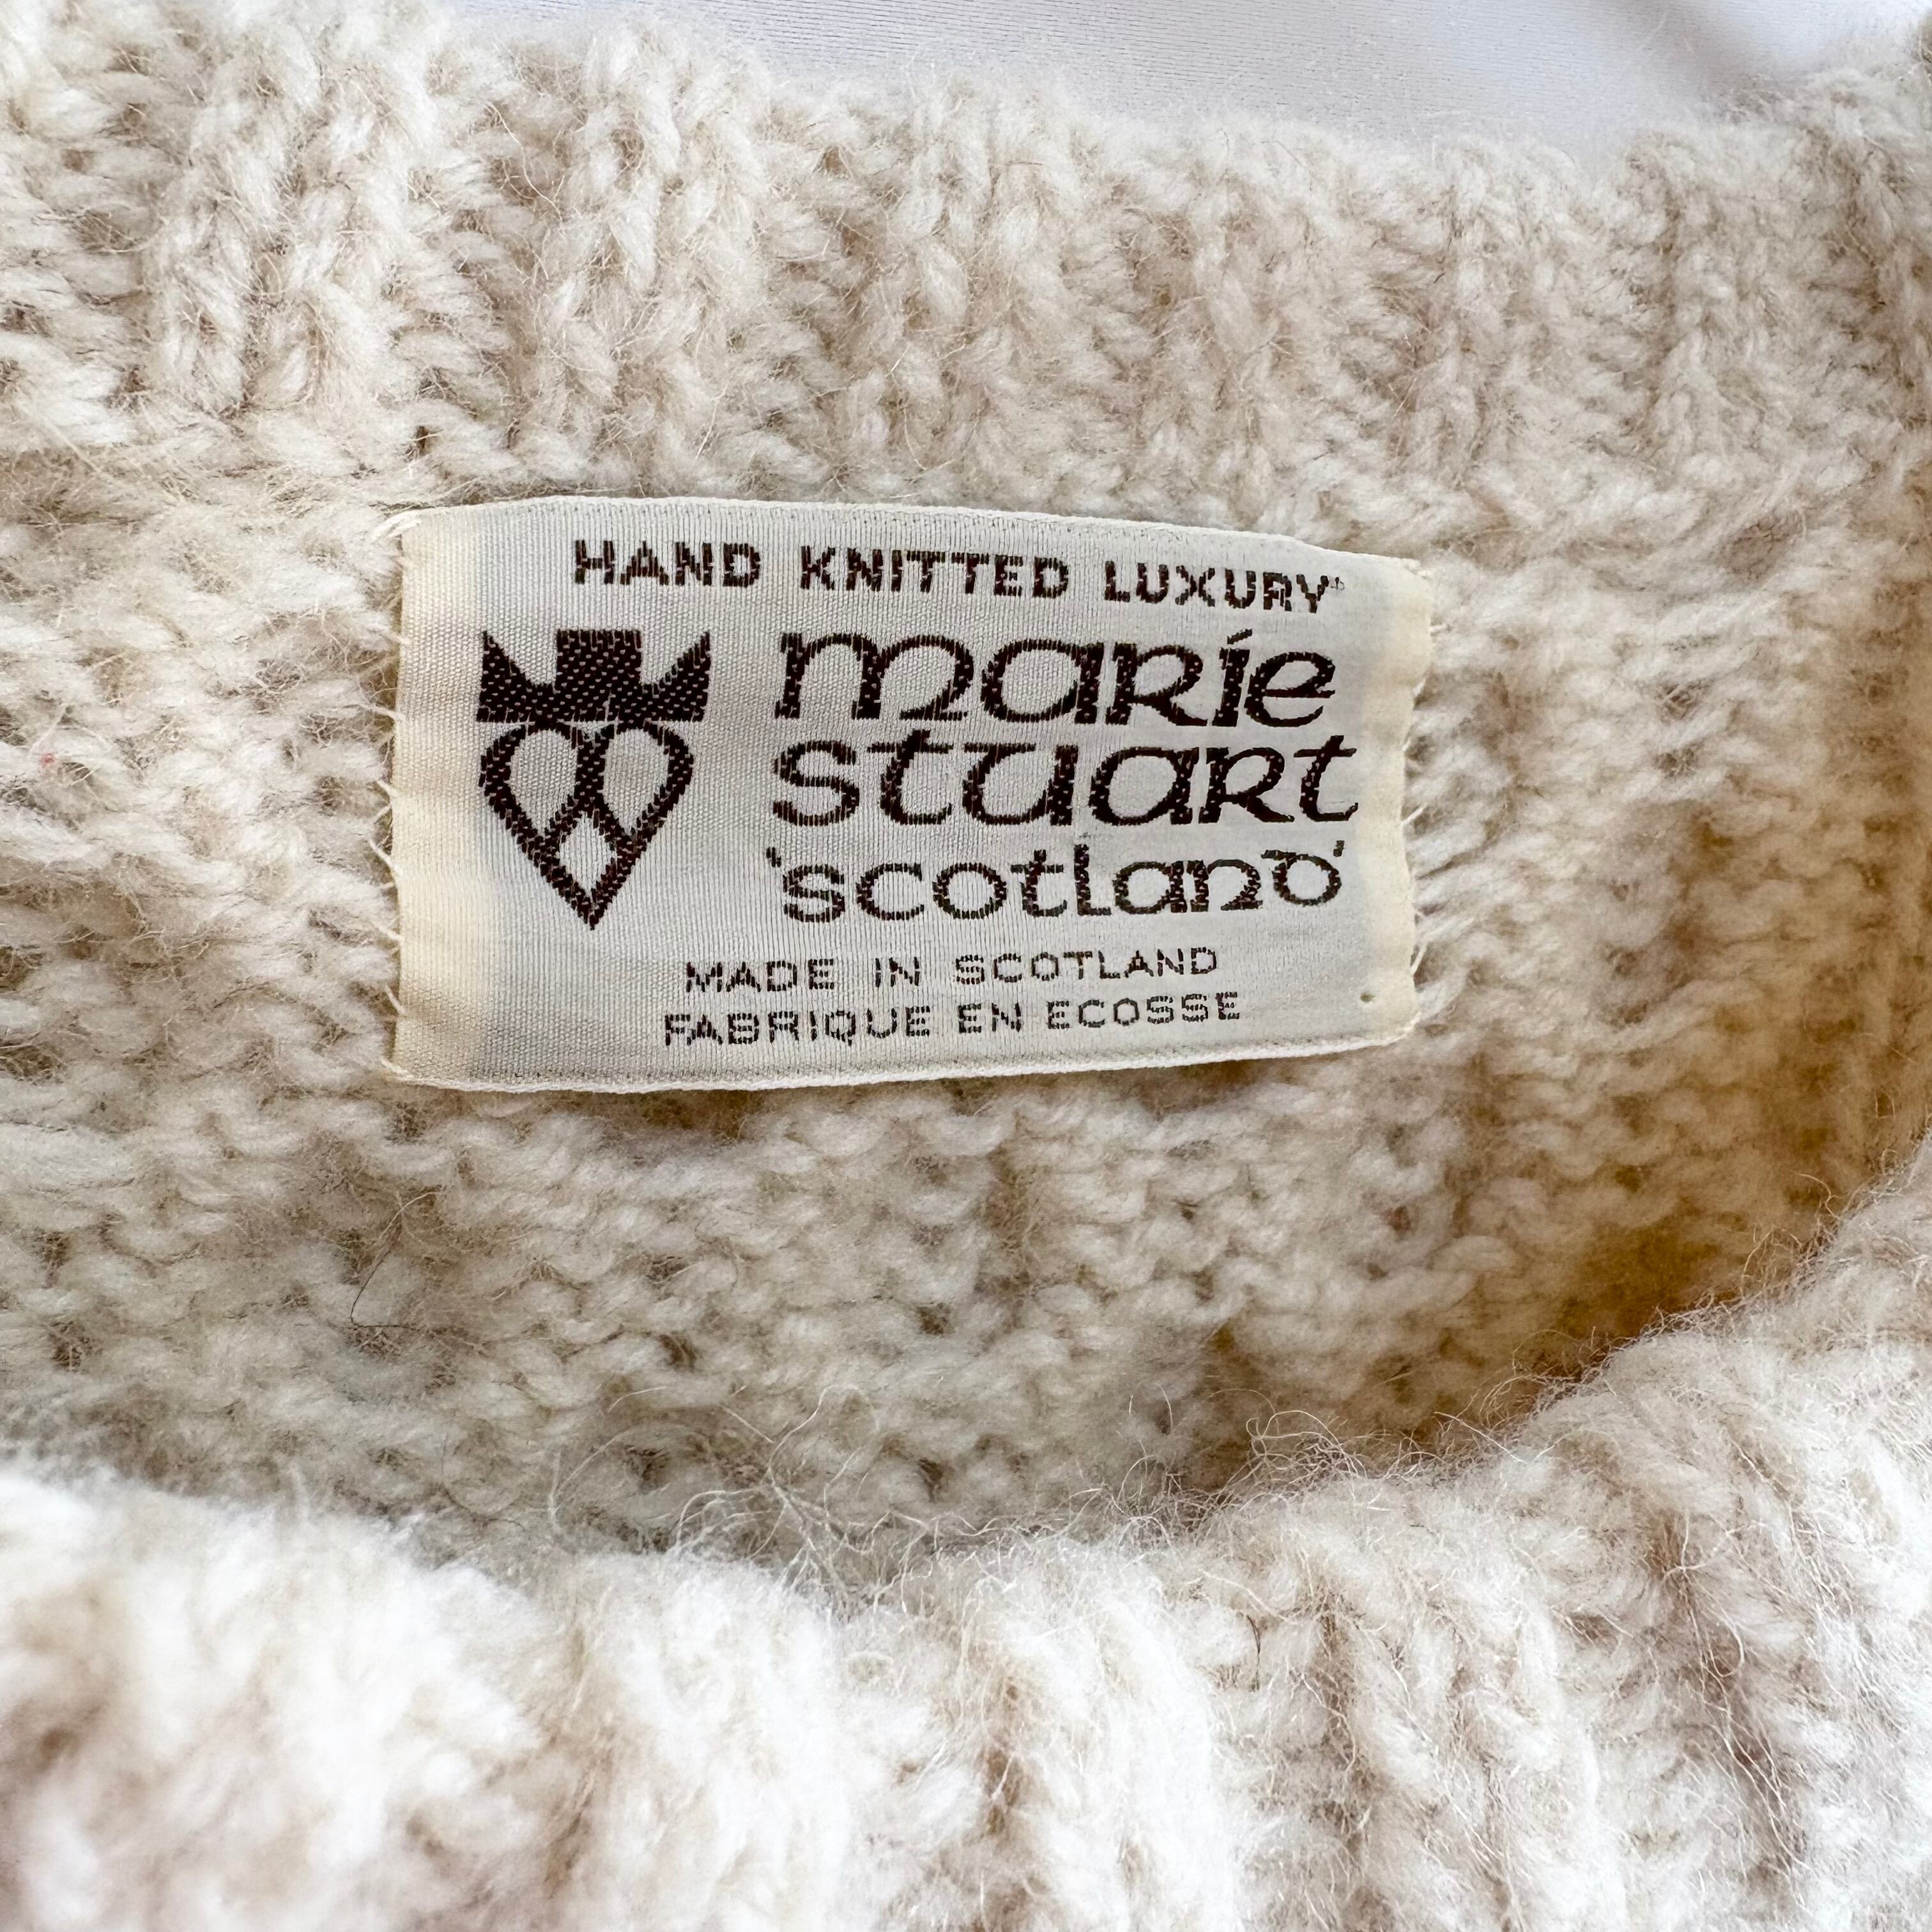 HAND KNITTED LUXURY
marie
stuart
'scotland'
MADE IN SCOTLAND
FABRIQUE EN ECOSSE